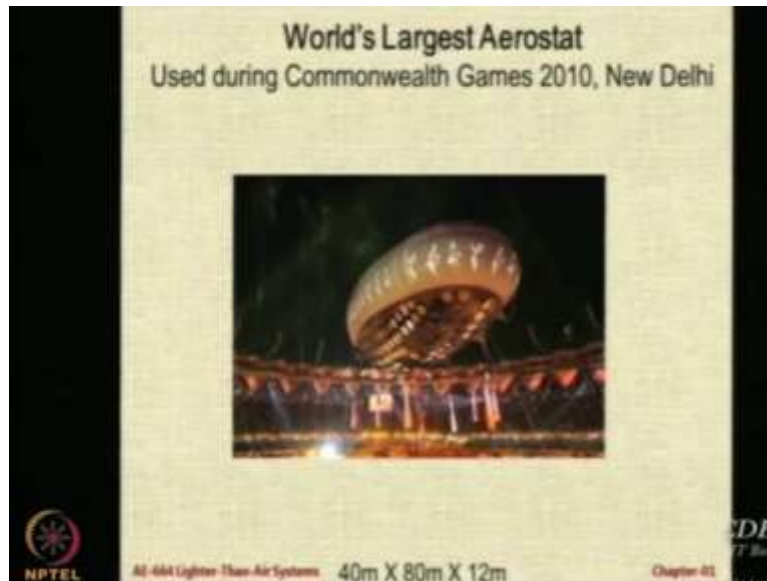 World's Largest Aerostat
Used during Commonwealth Games 2010, New Delhi
NPTEL
AE-664 Lighter-Than-Air Systems
40m X 80m X 12m
Chapter-01